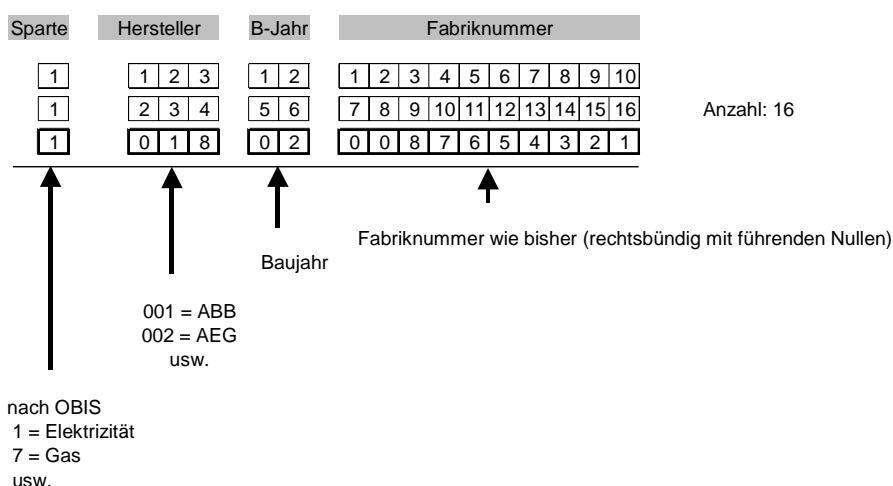 Sparte Hersteller B-Jahr Fabriknummer
1 1 2 3 1 2 1 2 3 4 5 6 7 8 9 10
1 2 3 4 5 6 7 8 9 10 11 12 13 14 15 16 Anzahl: 16
1 0 1 8 0 2 0 0 8 7 6 5 4 3 2 1
Fabriknummer wie bisher (rechtsbündig mit führenden Nullen)
Baujahr
001 = ABB
002 = AEG
usw.
nach OBIS
1 = Elektrizität
7 = Gas
usw.